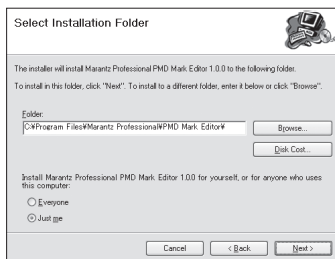 Select Installation Folder
The installer will install Marantz Professional PMD Mark Editor 1.0.0 to the following folder.
To install in this folder, click "Next". To install to a different folder, enter it below or click "Browse".
Folder:
C:¥Program Files¥Marantz Professional¥PMD Mark Editor¥
Browse...
Disk Cost...
Install Marantz Professional PMD Mark Editor 1.0.0 for yourself, or for anyone who uses
this computer:
Everyone
Just me
Cancel
< Back
Next >